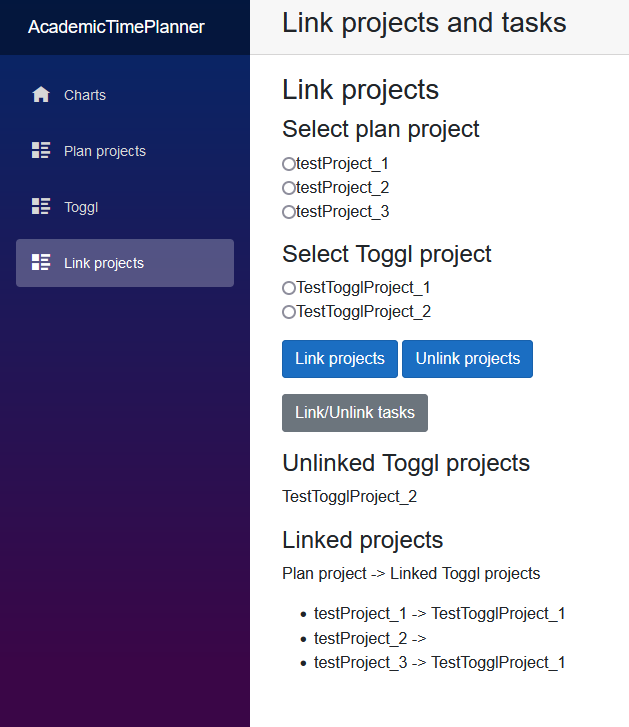 AcademicTimePlanner
Charts
Plan projects
Toggl
Link projects
Link projects and tasks
Link projects
Select plan project
testProject_1
testProject_2
testProject_3
Select Toggl project
TestTogglProject_1
TestTogglProject_2
Link projects Unlink projects
Link/Unlink tasks
Unlinked Toggl projects
TestTogglProject_2
Linked projects
Plan project -> Linked Toggl projects
• testProject_1 -> TestTogglProject_1
• testProject_2 ->
• testProject_3 -> TestTogglProject_1